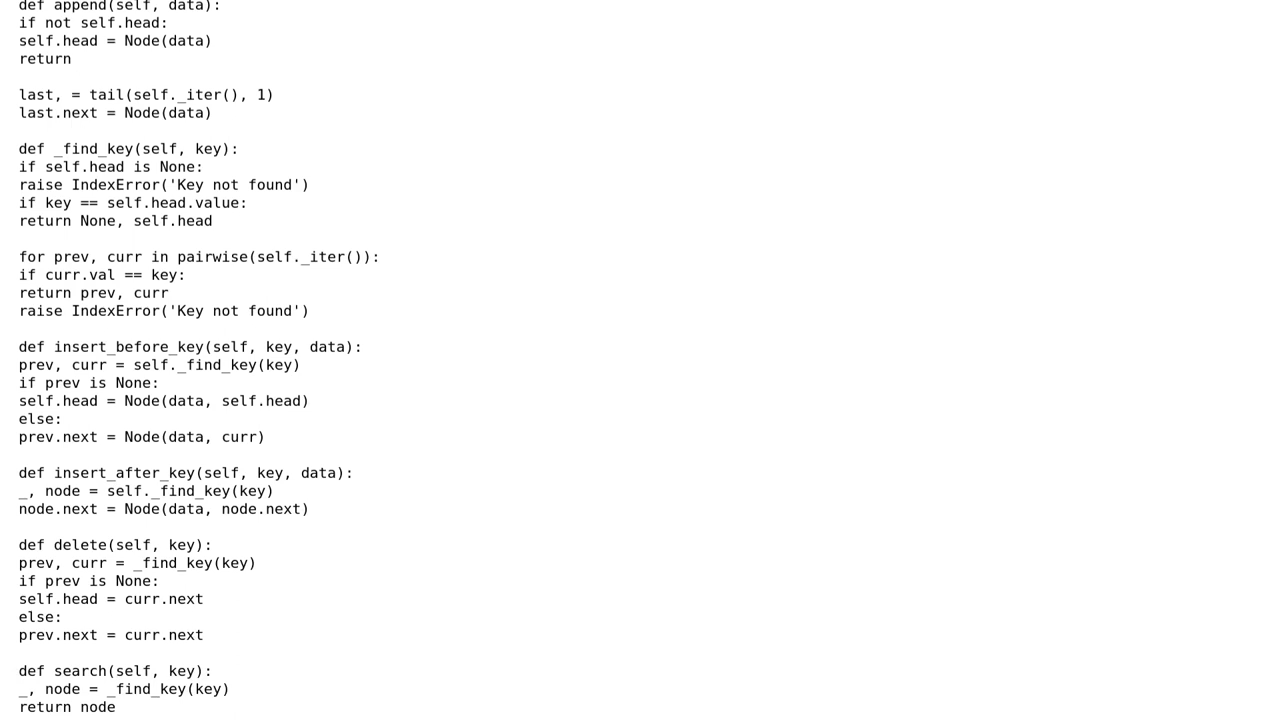 def append(self, data):
if not self.head:
self.head = Node(data)
return

last, = tail(self._iter(), 1)
last.next = Node(data)

def _find_key(self, key):
if self.head is None:
raise IndexError('Key not found')
if key == self.head.value:
return None, self.head

for prev, curr in pairwise(self._iter()):
if curr.val == key:
return prev, curr
raise IndexError('Key not found')

def insert_before_key(self, key, data):
prev, curr = self._find_key(key)
if prev is None:
self.head = Node(data, self.head)
else:
prev.next = Node(data, curr)

def insert_after_key(self, key, data):
_, node = self._find_key(key)
node.next = Node(data, node.next)

def delete(self, key):
prev, curr = _find_key(key)
if prev is None:
self.head = curr.next
else:
prev.next = curr.next

def search(self, key):
_, node = _find_key(key)
return node